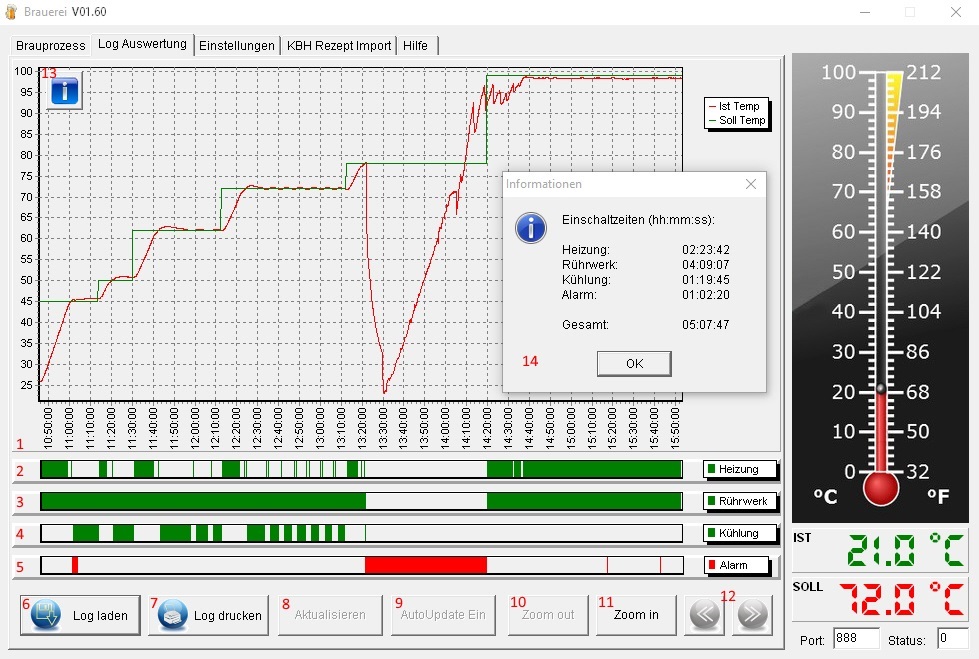 Brauerei V01.60
Brauprozess Log Auswertung Einstellungen KBH Rezept Import Hilfe
13
100
95
90
85
80
75
70
65
60
55
50
45
40
35
30
25
10:50:00 11:00:00 11:10:00 11:20:00 11:30:00 11:40:00 11:50:00 12:00:00 12:10:00 12:20:00 12:30:00 12:40:00 12:50:00 13:00:00 13:10:00 13:20:00 13:30:00 13:40:00 13:50:00 14:00:00 14:10:00 14:20:00 14:30:00 14:40:00 14:50:00 15:00:00 15:10:00 15:20:00 15:30:00 15:40:00 15:50:00
Ist Temp
Soll Temp
Informationen
Einschaltzeiten (hh:mm:ss):
Heizung: 02:23:42
Rührwerk: 04:09:07
Kühlung: 01:19:45
Alarm: 01:02:20
Gesamt: 05:07:47
14
OK
1
2 Heizung
3 Rührwerk
4 Kühlung
5 Alarm
6 Log laden
7 Log drucken
8 Aktualisieren
9 AutoUpdate Ein
10 Zoom out
11 Zoom in
12
100 212
90 194
80 176
70 158
60 140
50 122
40 104
30 86
20 68
10 50
0 32
ºC ºF
IST 21.0 °C
SOLL 72.0 °C
Port: 888 Status: 0